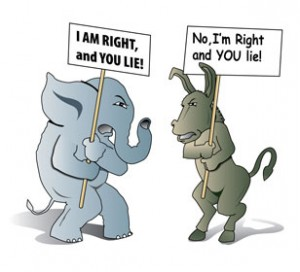 I AM RIGHT,
and YOU LIE!
No,I'm Right
and YOU lie!